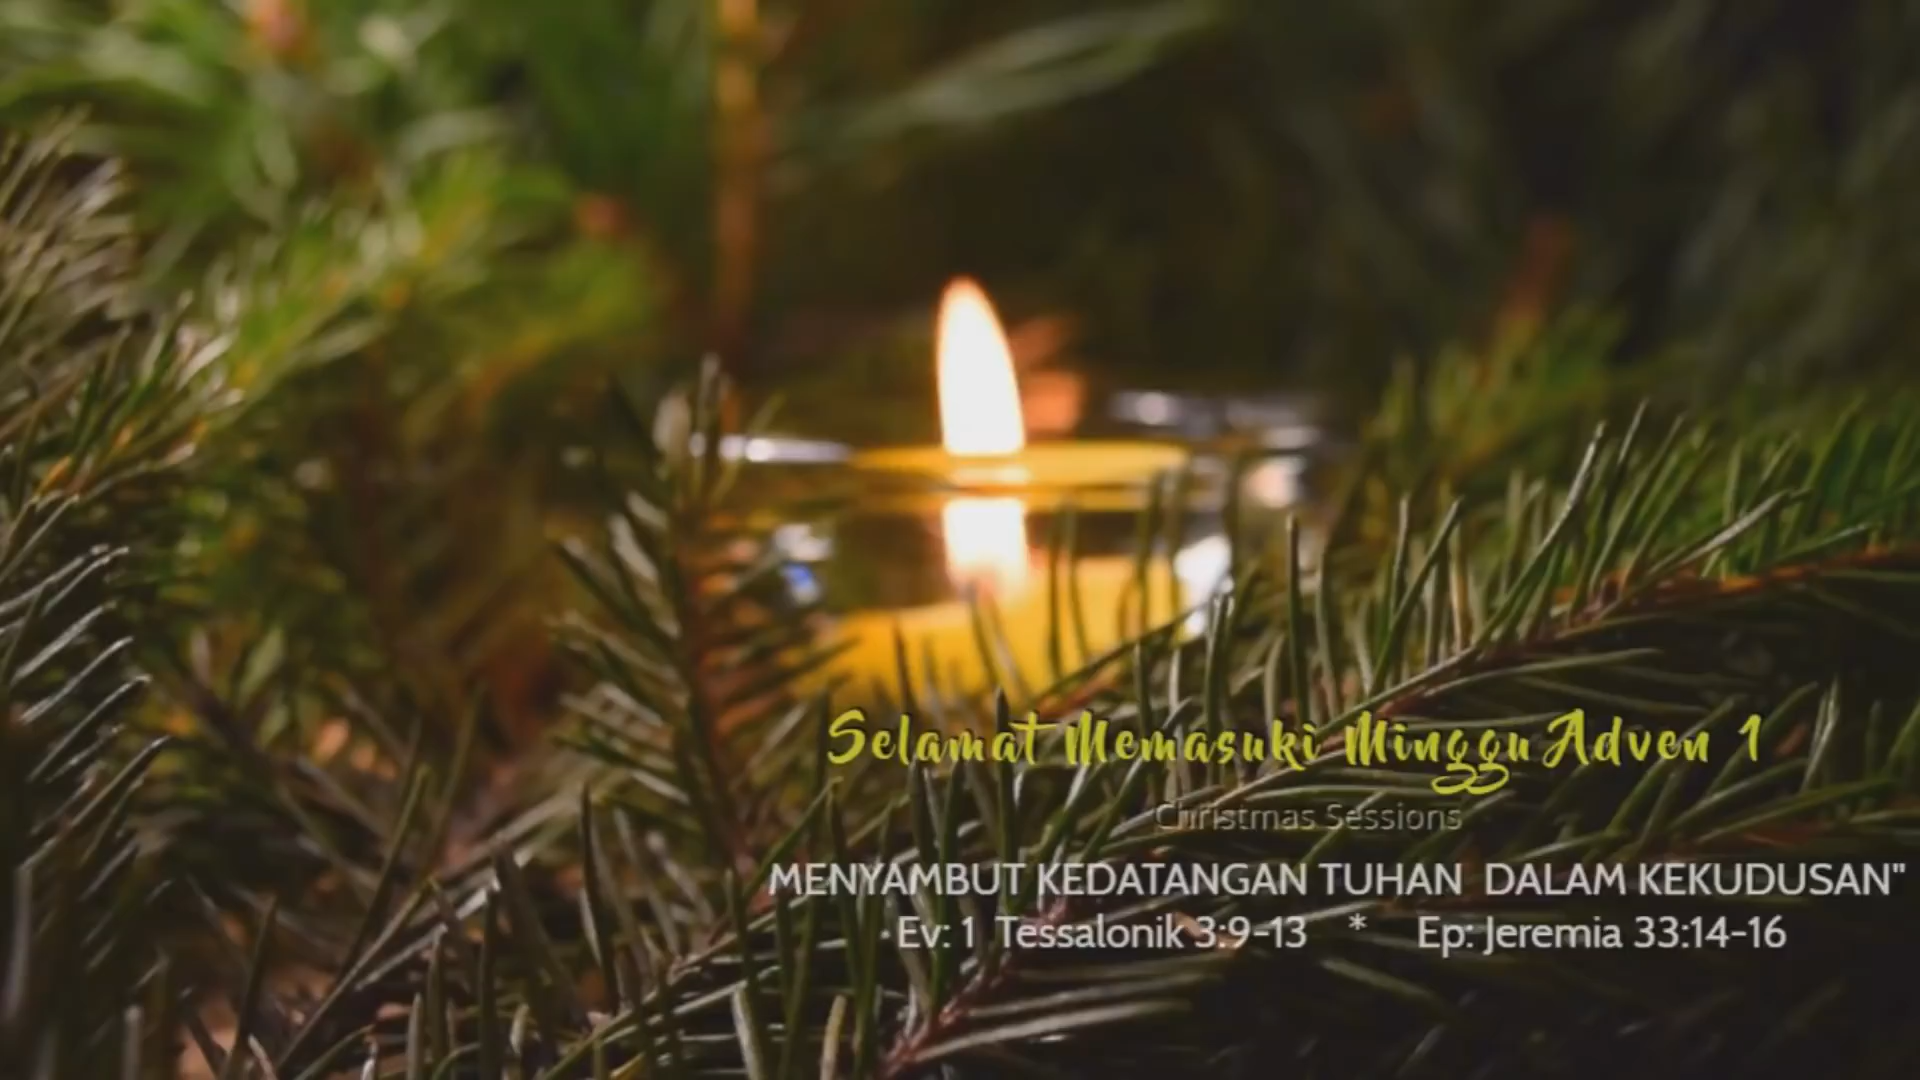 Selamat Memasuki Minggu Adven 1
Christmas Sessions
MENYAMBUT KEDATANGAN TUHAN DALAM KEKUDUSAN"
Ev: 1 Tessalonik 3:9-13 * Ep: Jeremia 33:14-16